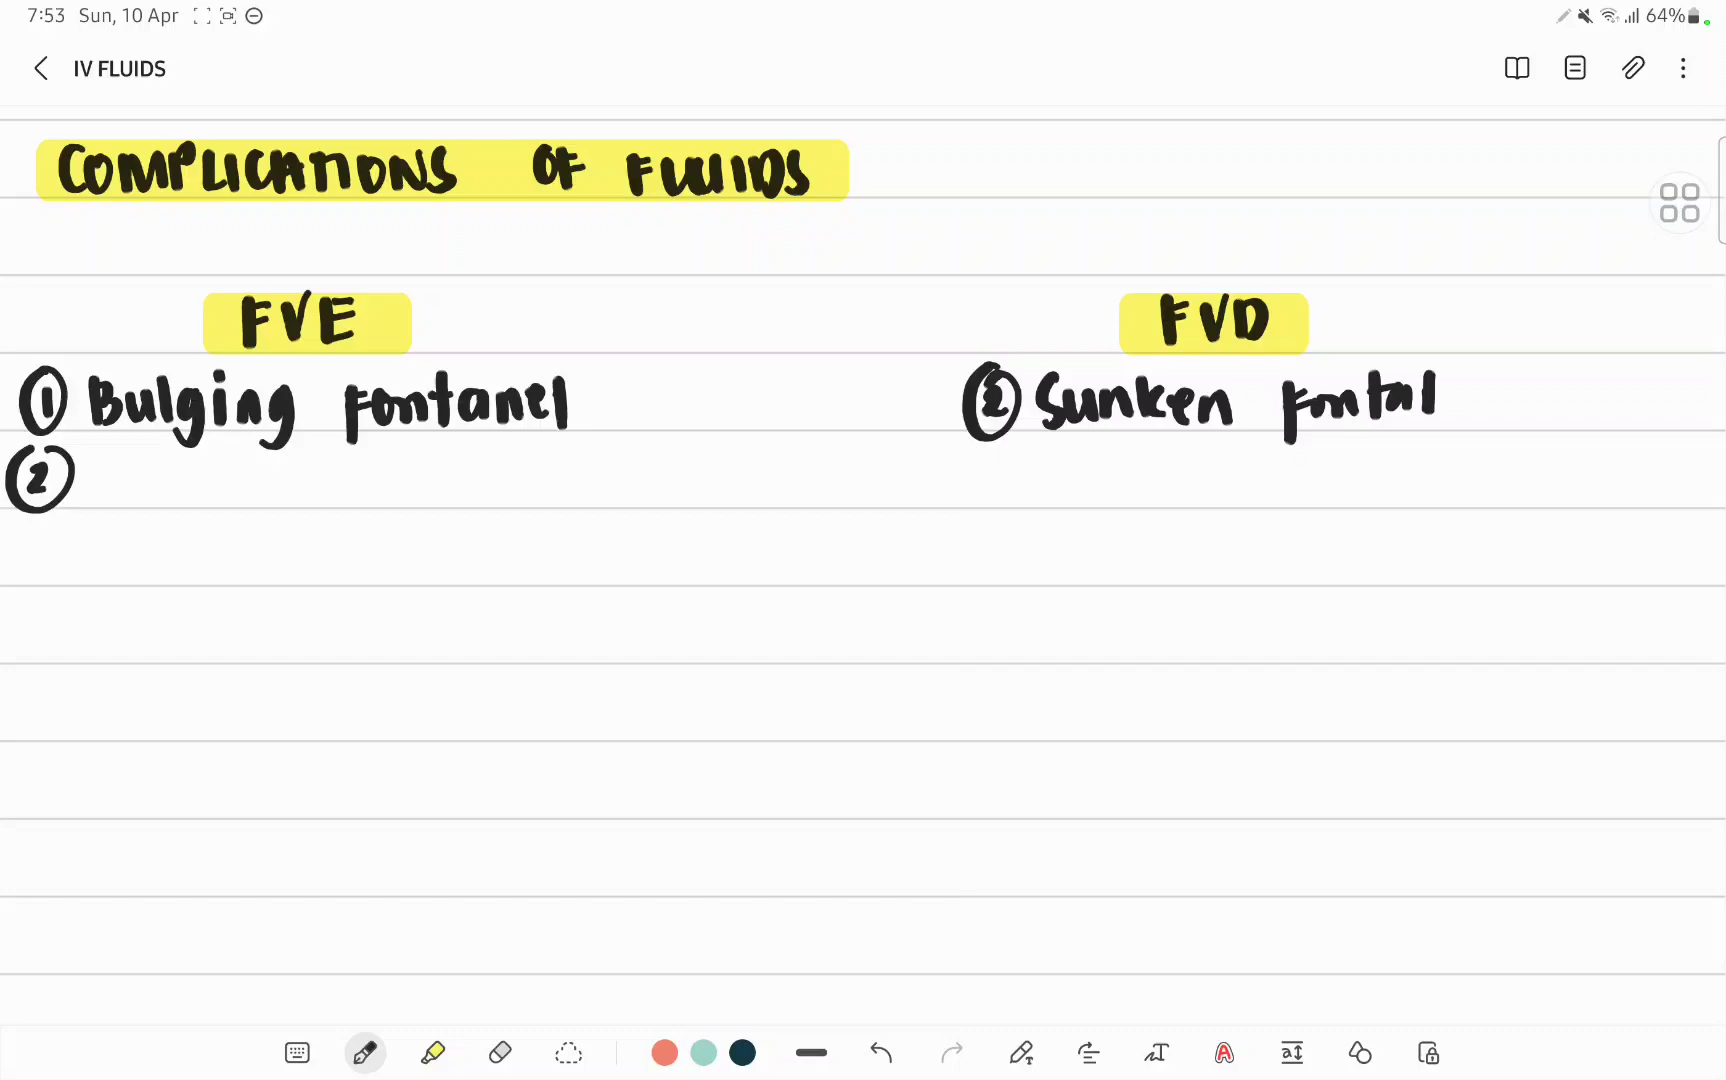 7:53 Sun, 10 Apr 64%
IV FLUIDS
COMPLICATIONS OF FLUIDS
FVE FVD
① Bulging Fontanel ② Sunken Fontal
②